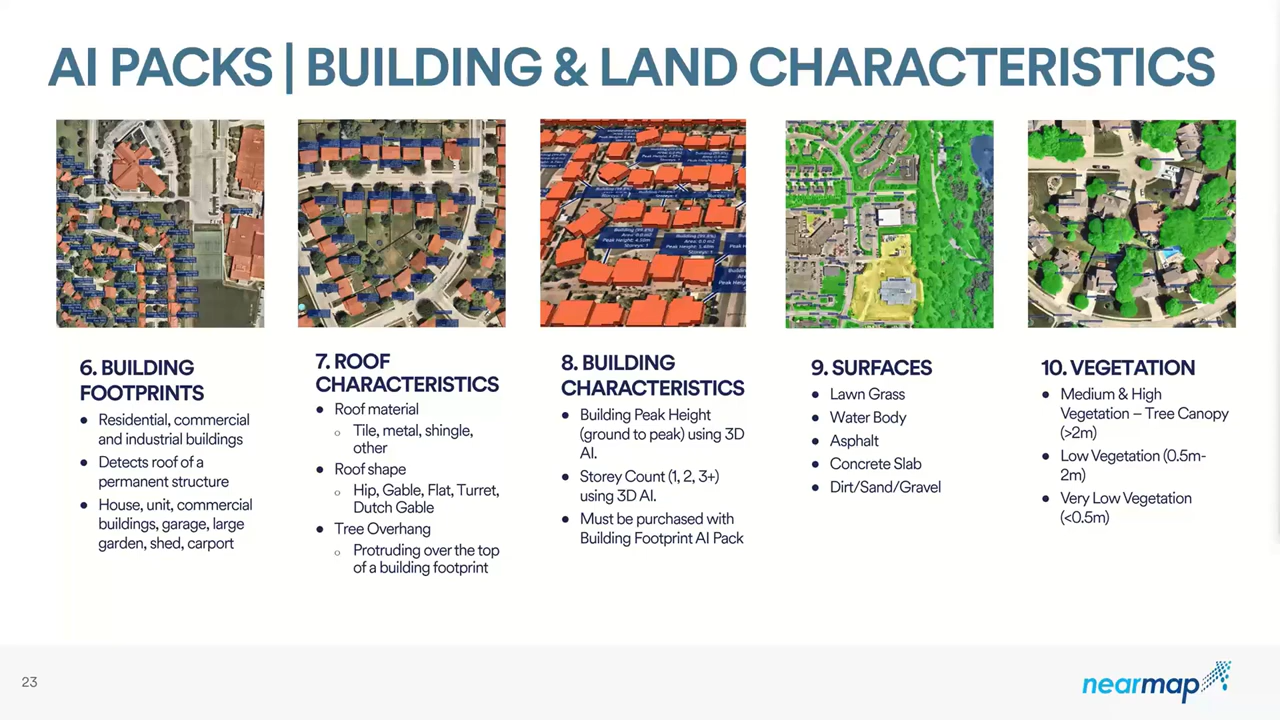 AI PACKS | BUILDING & LAND CHARACTERISTICS
6. BUILDING
FOOTPRINTS
● Residential, commercial
and industrial buildings
● Detects roof of a
permanent structure
● House, unit, commercial
buildings, garage, large
garden, shed, carport
7. ROOF
CHARACTERISTICS
● Roof material
○ Tile, metal, shingle,
other
● Roof shape
○ Hip, Gable, Flat, Turret,
Dutch Gable
● Tree Overhang
○ Protruding over the top
of a building footprint
8. BUILDING
CHARACTERISTICS
● Building Peak Height
(ground to peak) using 3D
AI.
● Storey Count (1, 2, 3+)
using 3D AI.
● Must be purchased with
Building Footprint AI Pack
9. SURFACES
● Lawn Grass
● Water Body
● Asphalt
● Concrete Slab
● Dirt/Sand/Gravel
10. VEGETATION
● Medium & High
Vegetation – Tree Canopy
(>2m)
● Low Vegetation (0.5m-
2m)
● Very Low Vegetation
(<0.5m)
23
nearmap